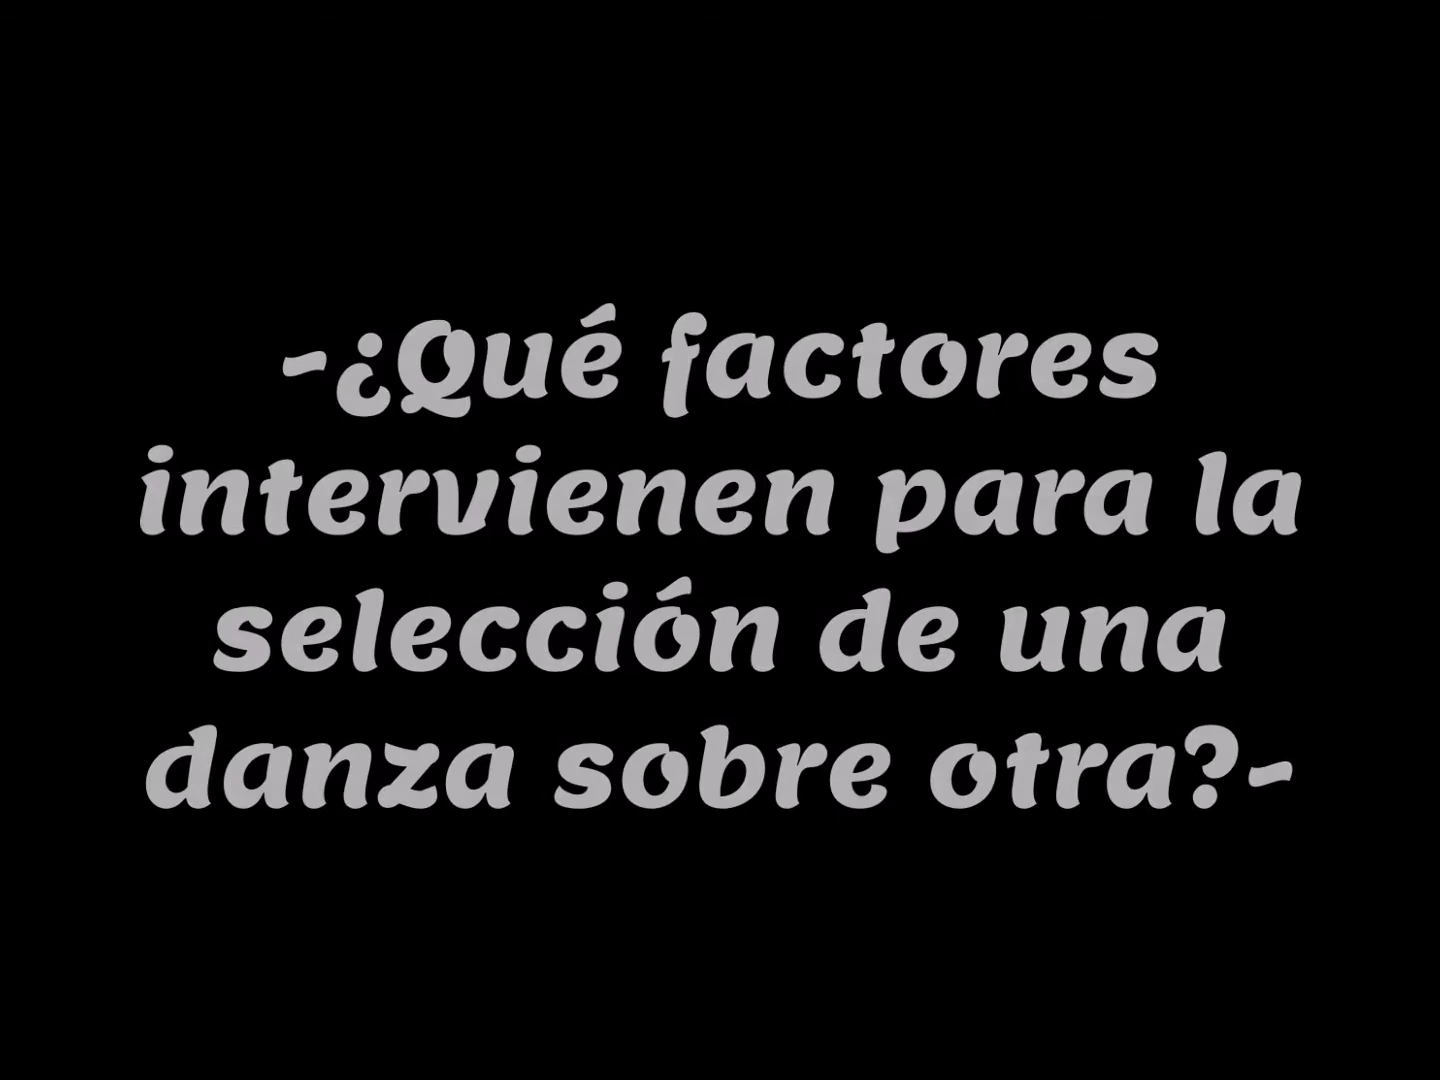 -¿Qué factores
intervienen para la
selección de una
danza sobre otra?-